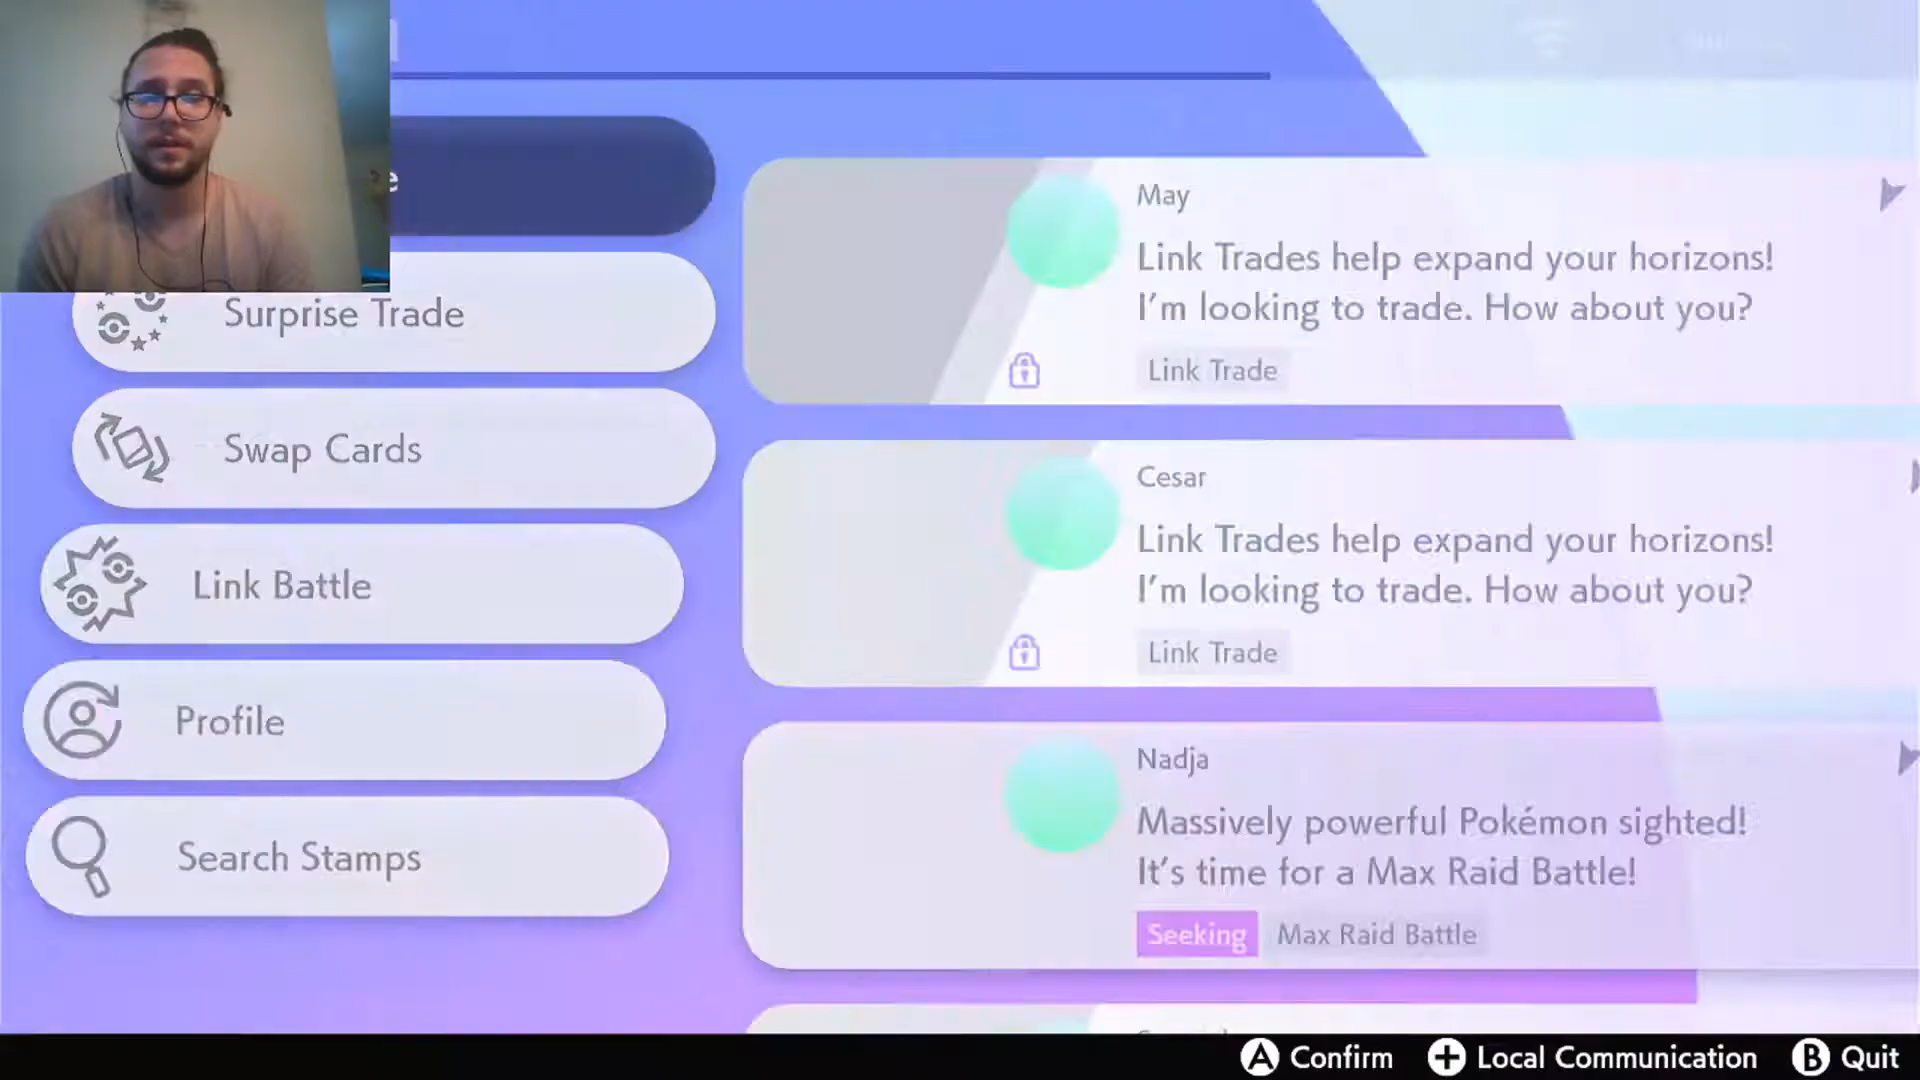 May
Link Trades help expand your horizons!
I'm looking to trade. How about you?
Link Trade
Surprise Trade
Swap Cards
Link Battle
Profile
Search Stamps
Cesar
Link Trades help expand your horizons!
I'm looking to trade. How about you?
Link Trade
Nadja
Massively powerful Pokémon sighted!
It's time for a Max Raid Battle!
Seeking Max Raid Battle
A Confirm + Local Communication B Quit